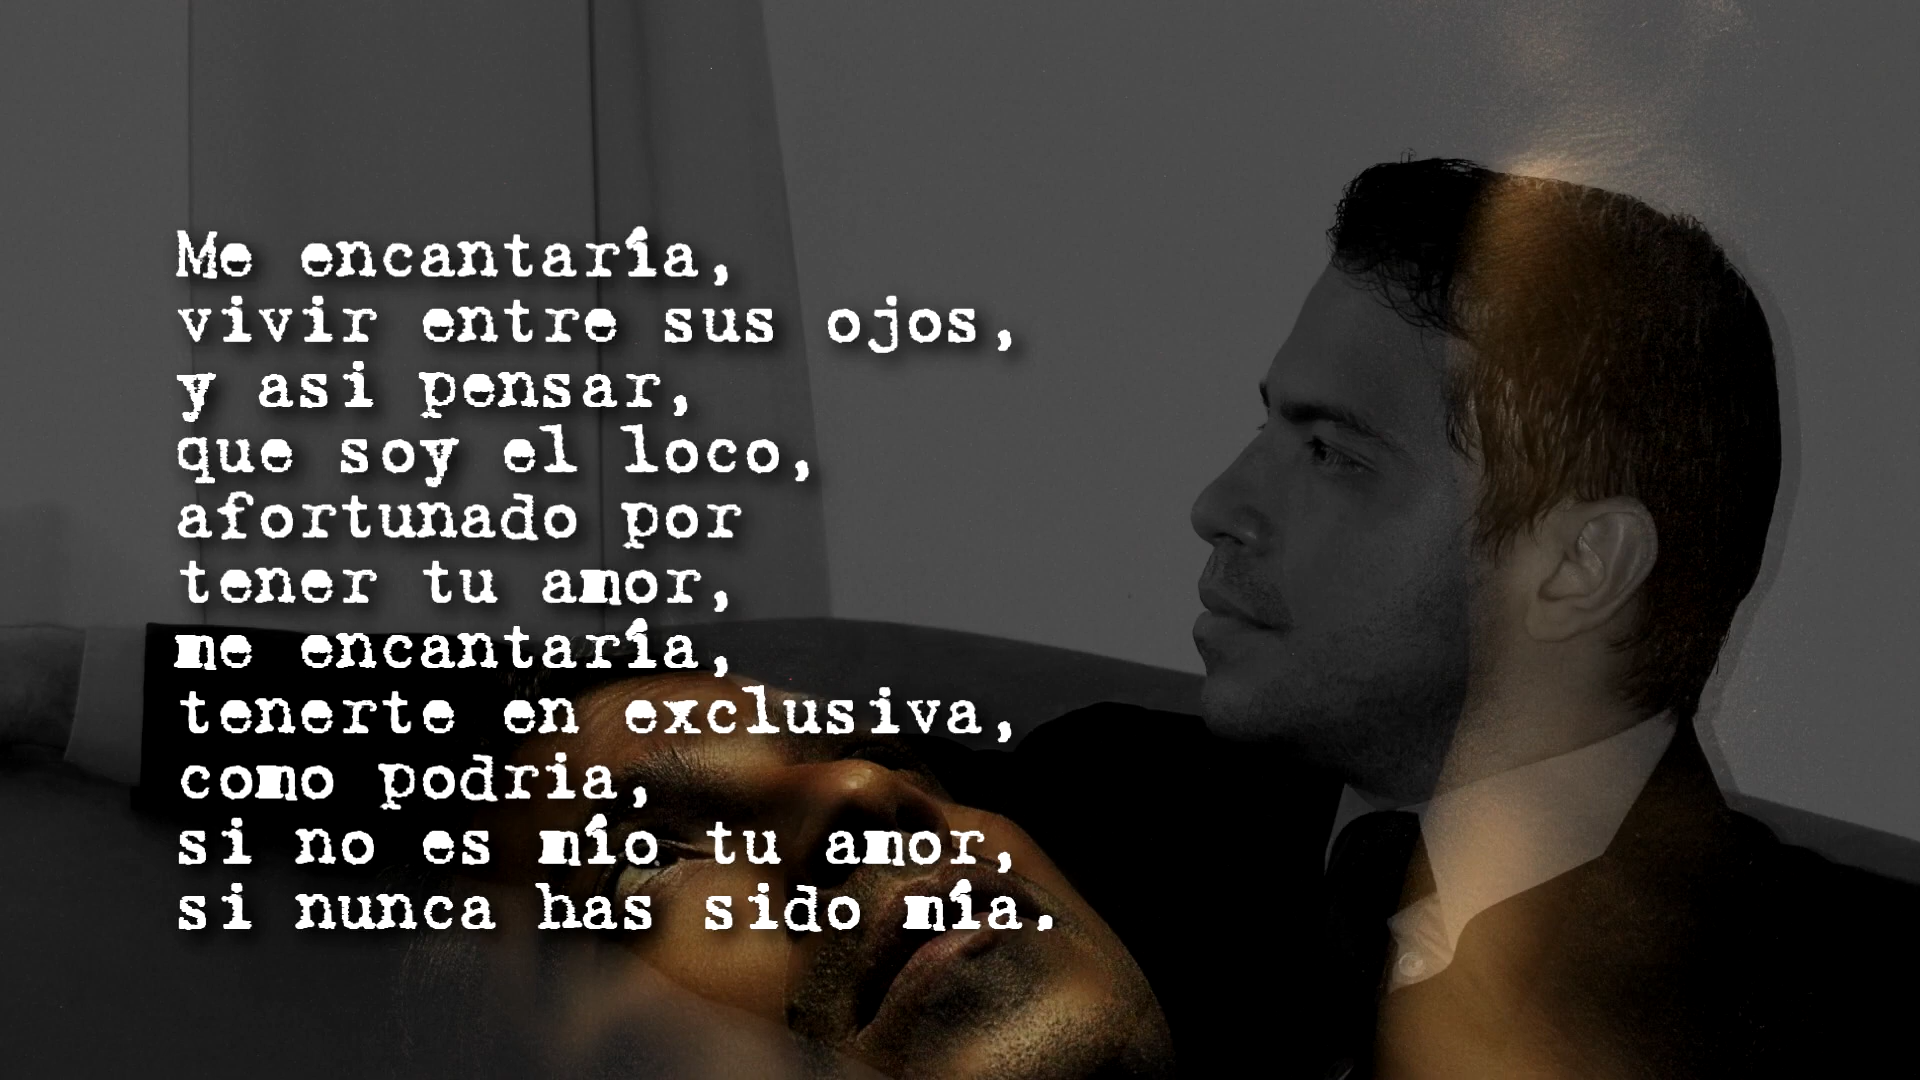 Me encantaría,
vivir entre sus ojos,
y asi pensar,
que soy el loco,
afortunado por
tener tu amor,
me encantaría,
tenerte en exclusiva,
como podria,
si no es mío tu amor,
si nunca has sido mía.